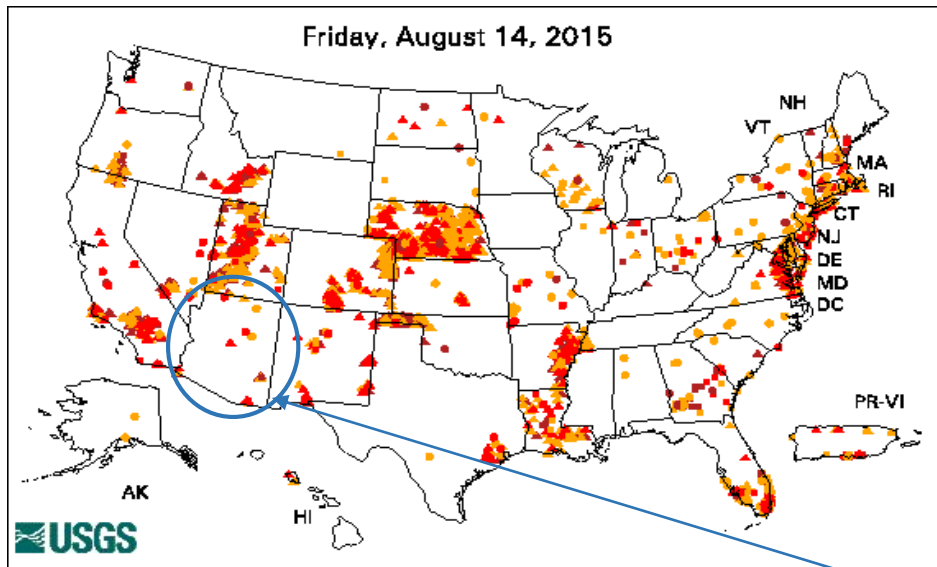 Friday, August 14, 2015
NH
VT
MA
RI
CT
NJ
DE
MD
DC
PR-VI
AK
HI
USGS